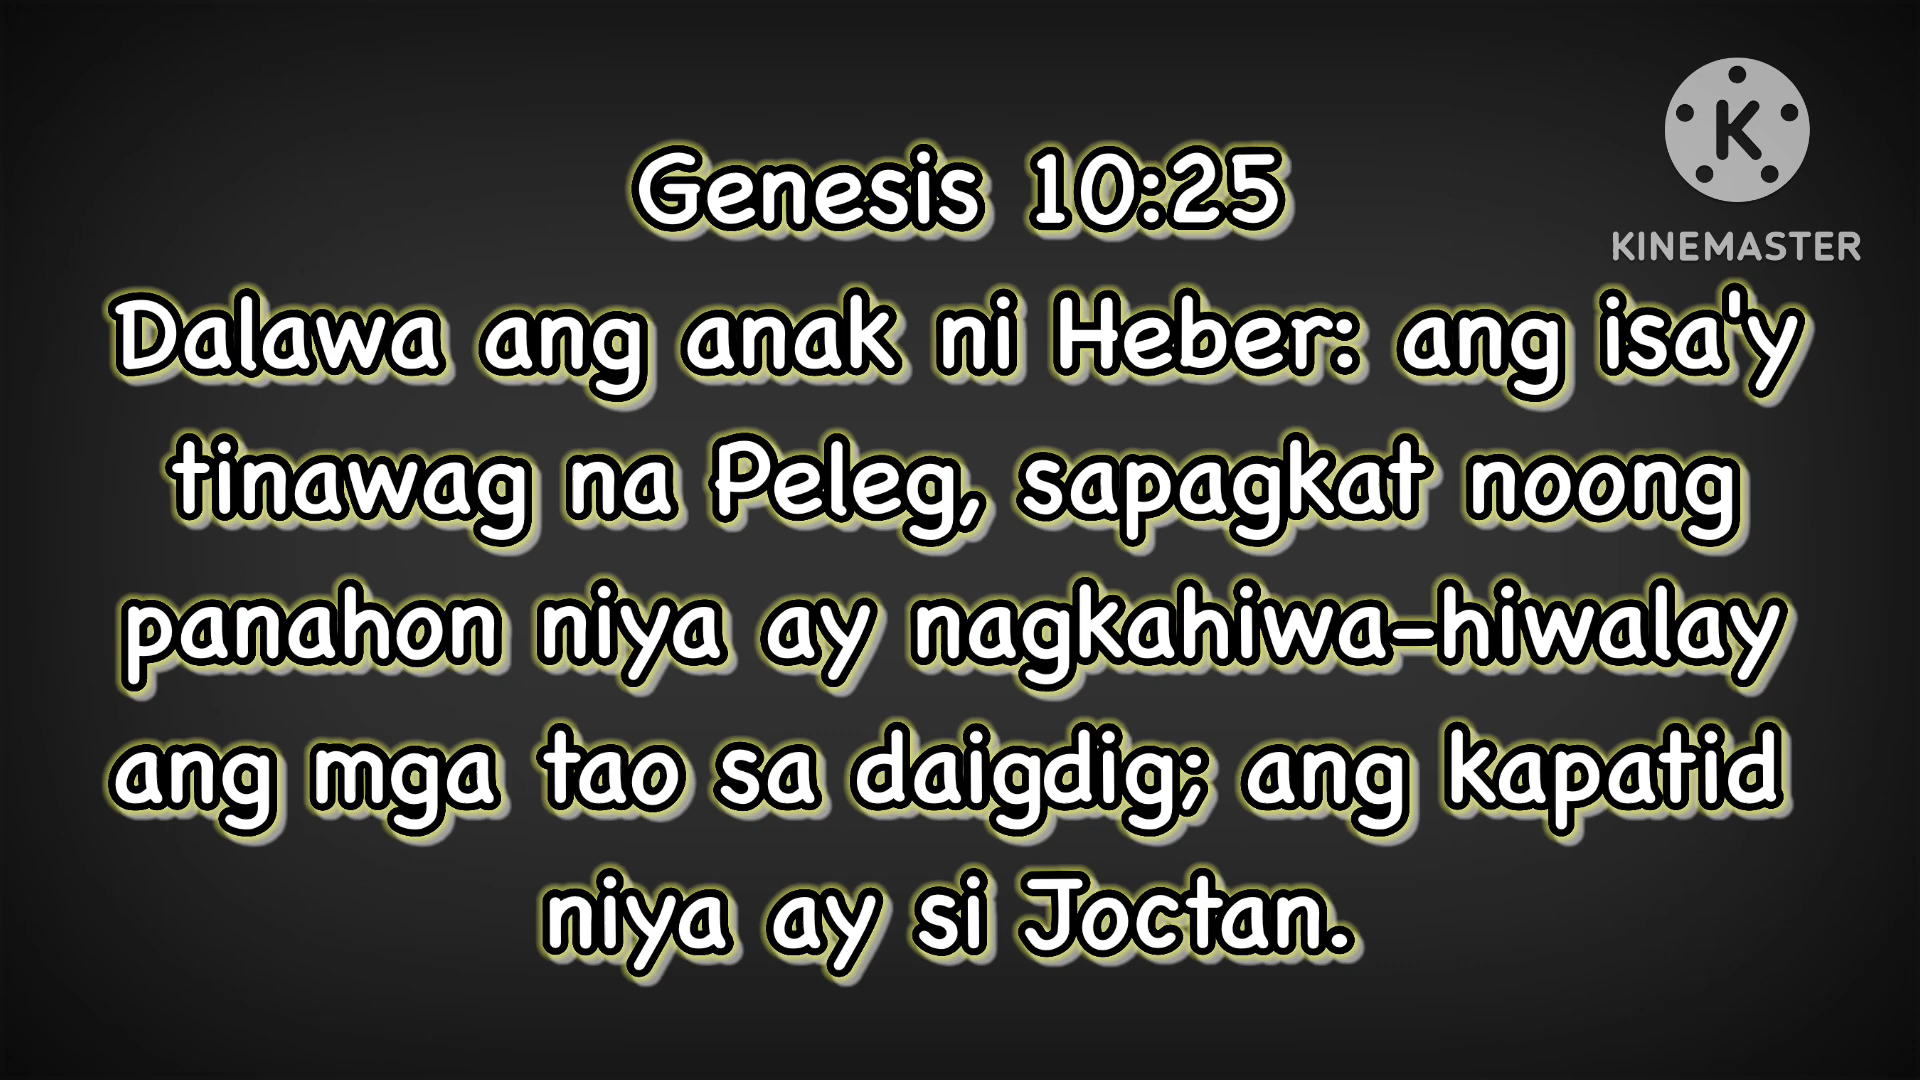 K
KINEMASTER
Genesis 10:25
Dalawa ang anak ni Heber: ang isa'y
tinawag na Peleg, sapagkat noong
panahon niya ay nagkahiwa-hiwalay
ang mga tao sa daigdig; ang kapatid
niya ay si Joctan.